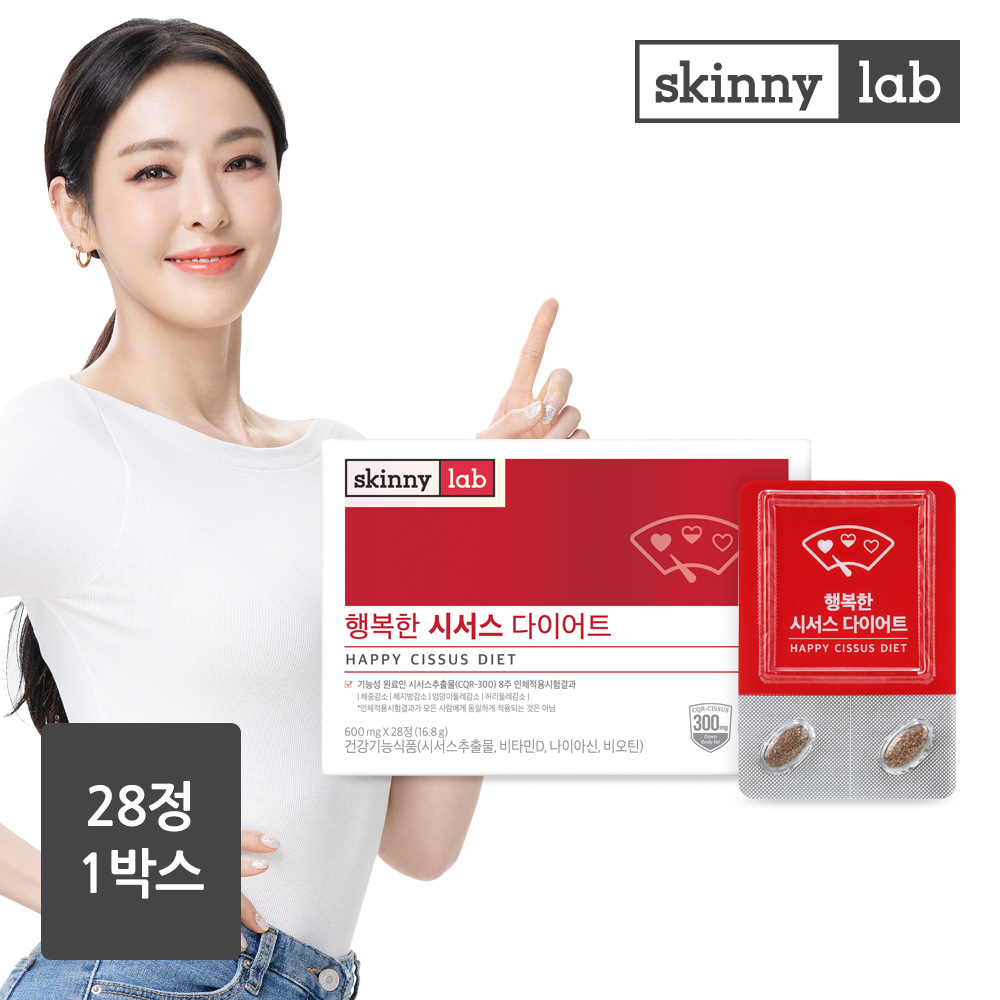 skinny lab
skinny lab
행복한 시서스 다이어트
HAPPY CISSUS DIET
기능성 원료인 시서스추출물(CQR-300) 8주 인체적용시험결과
| 체중감소 | 체지방감소 | 엉덩이둘레감소 | 허리둘레감소 |
*인체적용시험결과가 모든 사람에게 동일하게 적용되는 것은 아님
600 mg X 28정 (16.8 g)
건강기능식품(시서스추출물, 비타민D, 나이아신, 비오틴)
CQR-CISSUS
300mg
Down
Body Fat
행복한
시서스 다이어트
HAPPY CISSUS DIET
28정
1박스